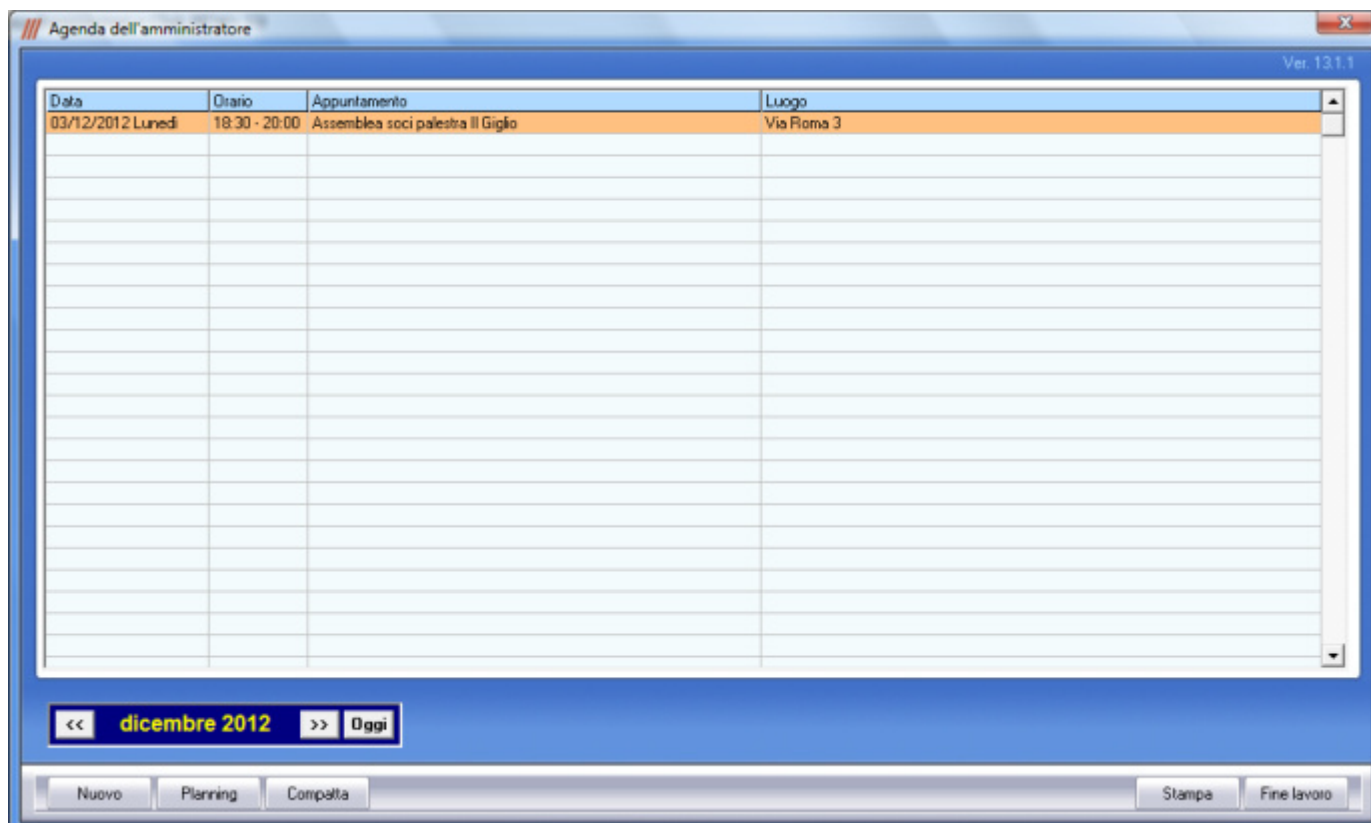 Agenda dell'amministratore
Ver. 13.1.1
Data Orario Appuntamento Luogo
03/12/2012 Lunedì 18:30 - 20:00 Assemblea soci palestra Il Giglio Via Roma 3
<< dicembre 2012 >> Oggi
Nuovo Planning Compatta Stampa Fine lavoro